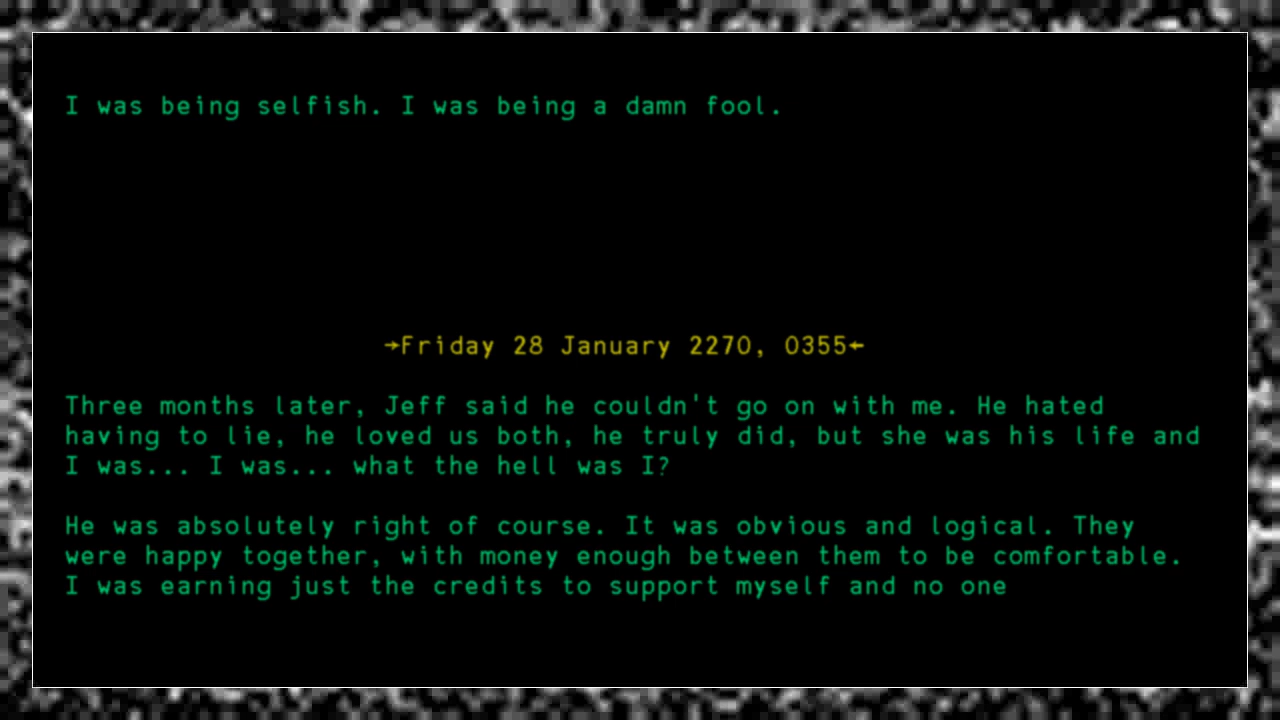 I was being selfish. I was being a damn fool.
→Friday 28 January 2270, 0355←
Three months later, Jeff said he couldn't go on with me. He hated
having to lie, he loved us both, he truly did, but she was his life and
I was... I was... what the hell was I?
He was absolutely right of course. It was obvious and logical. They
were happy together, with money enough between them to be comfortable.
I was earning just the credits to support myself and no one